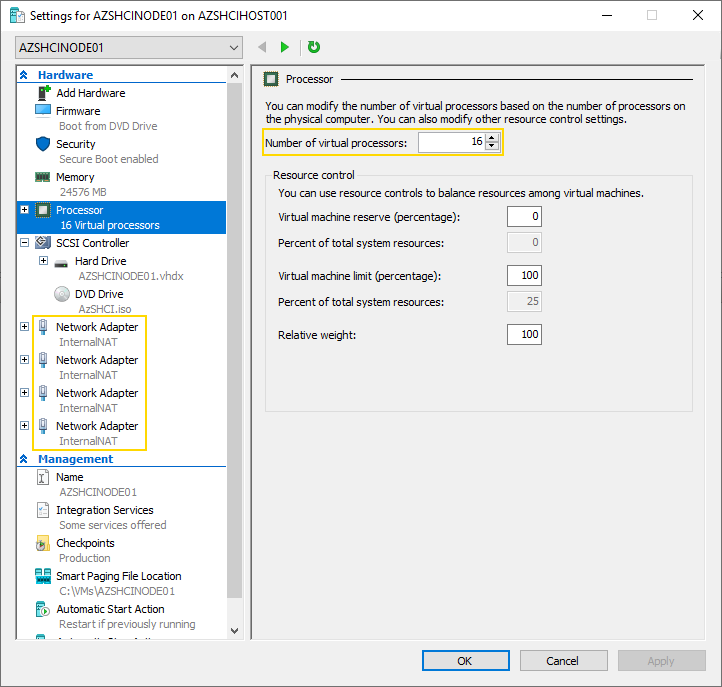 Settings for AZSHCINODE01 on AZSHCIHOST001
AZSHCINODE01
Hardware
Add Hardware
Firmware
Boot from DVD Drive
Security
Secure Boot enabled
Memory
24576 MB
Processor
16 Virtual processors
SCSI Controller
Hard Drive
AZSHCINODE01.vhdx
DVD Drive
AzSHCI.iso
Network Adapter
InternalNAT
Network Adapter
InternalNAT
Network Adapter
InternalNAT
Network Adapter
InternalNAT
Management
Name
AZSHCINODE01
Integration Services
Some services offered
Checkpoints
Production
Smart Paging File Location
C:\VMs\AZSHCINODE01
Automatic Start Action
Restart if previously running
Processor
You can modify the number of virtual processors based on the number of processors on
the physical computer. You can also modify other resource control settings.
Number of virtual processors: 16
Resource control
You can use resource controls to balance resources among virtual machines.
Virtual machine reserve (percentage): 0
Percent of total system resources: 0
Virtual machine limit (percentage): 100
Percent of total system resources: 25
Relative weight: 100
OK Cancel Apply